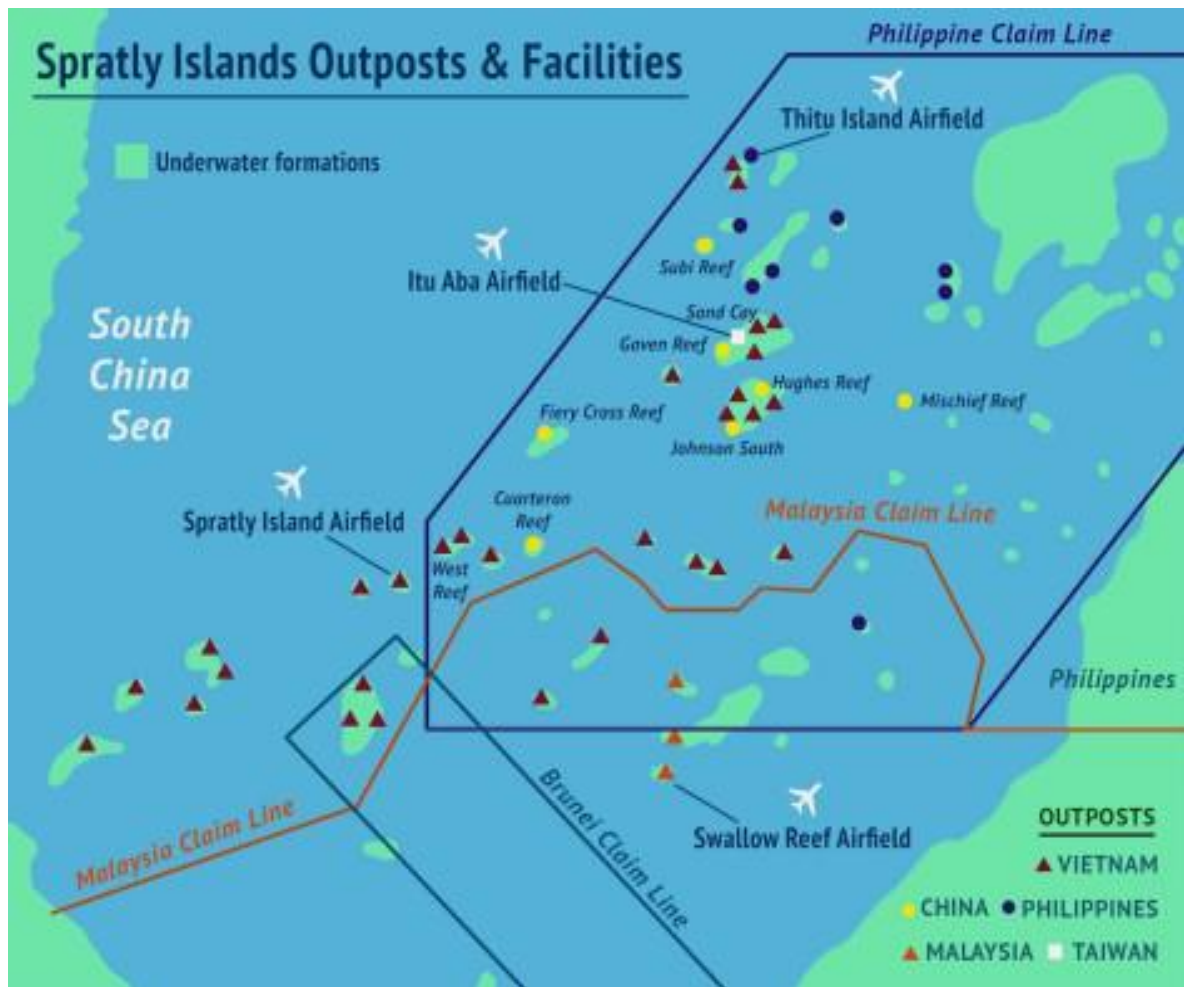 Philippine Claim Line
Spratly Islands Outposts & Facilities
Thitu Island Airfield
Underwater formations
Subi Reef
Itu Aba Airfield
Sand Cay
South
China
Sea
Gaven Reef
Hughes Reef
Mischief Reef
Fiery Cross Reef
Johnson South
Cuarteron
Reef
Malaysia Claim Line
Spratly Island Airfield
West
Reef
Philippines
Brunei Claim Line
Malaysia Claim Line
Swallow Reef Airfield
OUTPOSTS
VIETNAM
CHINA PHILIPPINES
MALAYSIA TAIWAN